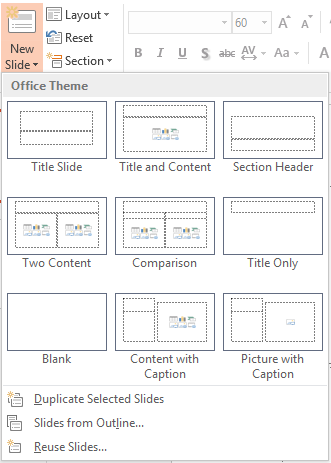 New
Slide
Layout
Reset
Section
60
A A
B I U S abc AV Aa A
Office Theme
Title Slide
Title and Content
Section Header
Two Content
Comparison
Title Only
Blank
Content with
Caption
Picture with
Caption
Duplicate Selected Slides
Slides from Outline...
Reuse Slides...